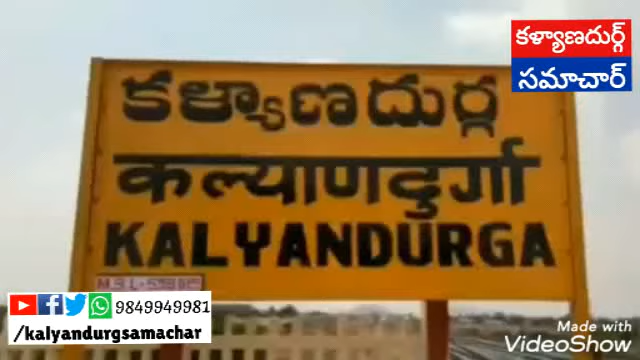 కళ్యాణదుర్గ్
సమాచార్
కళ్యాణదుర్గ
कल्याणदुर्गा
KALYANDURGA
9849949981
/kalyandurgsamachar
Made with
VideoShow